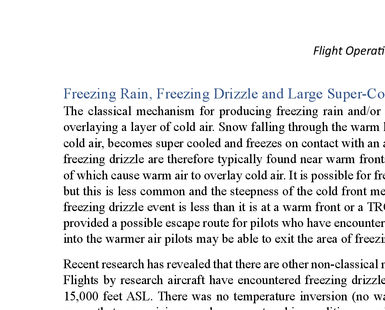 Flight Operati
Freezing Rain, Freezing Drizzle and Large Super-Co
The classical mechanism for producing freezing rain and/or
overlaying a layer of cold air. Snow falling through the warm l
cold air, becomes super cooled and freezes on contact with an a
freezing drizzle are therefore typically found near warm front
of which cause warm air to overlay cold air. It is possible for fre
but this is less common and the steepness of the cold front me
freezing drizzle event is less than it is at a warm front or a TRO
provided a possible escape route for pilots who have encounter
into the warmer air pilots may be able to exit the area of freezi
Recent research has revealed that there are other non-classical m
Flights by research aircraft have encountered freezing drizzle
15,000 feet ASL. There was no temperature inversion (no wa